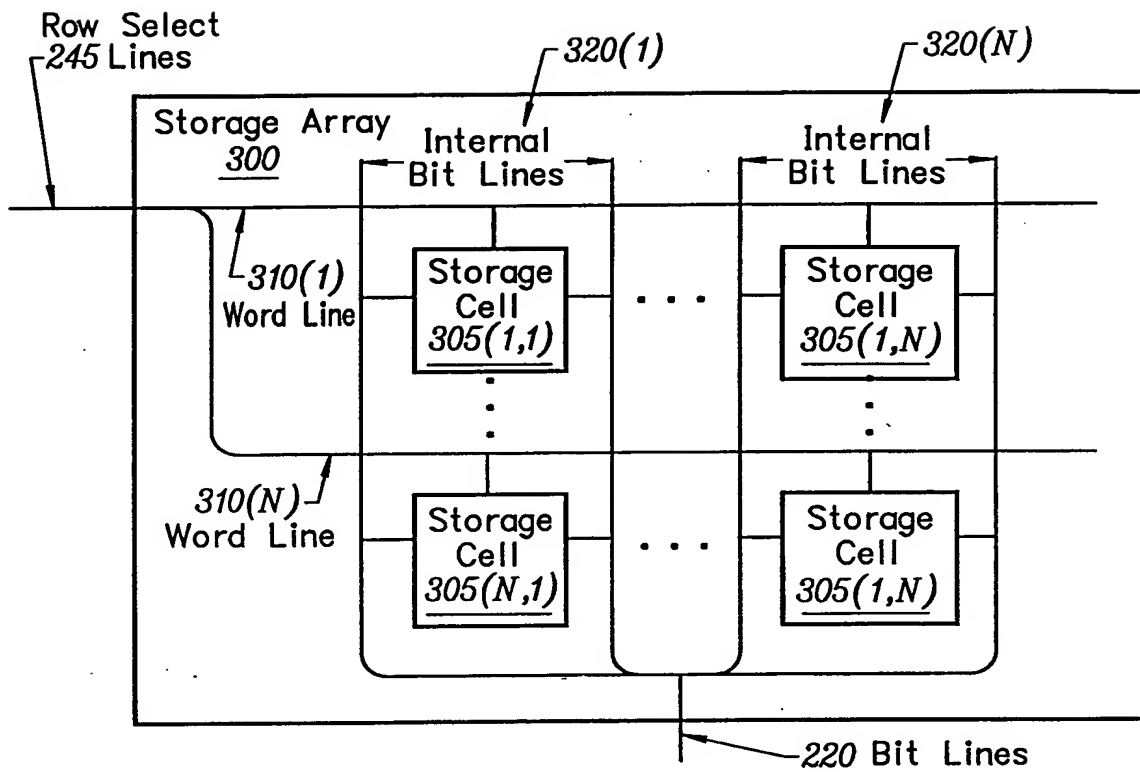 Row Select
245 Lines
320(1)
320(N)
Storage Array
300
Internal
Bit Lines
Internal
Bit Lines
310(1)
Word Line
Storage
Cell
305(1,1)
. . .
Storage
Cell
305(1,N)
310(N)
Word Line
Storage
Cell
305(N,1)
. . .
Storage
Cell
305(1,N)
220 Bit Lines